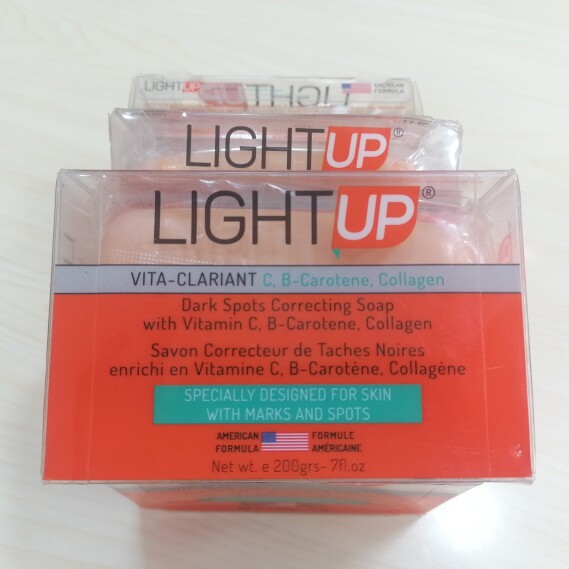 LIGHTUP
AMERICAN
FORMULA
LIGHT
LIGHTUP®
LIGHTUP®
VITA-CLARIANT C, B-Carotene, Collagen
Dark Spots Correcting Soap
with Vitamin C, B-Carotene, Collagen
Savon Correcteur de Taches Noires
enrichi en Vitamine C, B-Carotène, Collagène
SPECIALLY DESIGNED FOR SKIN
WITH MARKS AND SPOTS
AMERICAN FORMULE
FORMULA AMÉRICAINE
Net wt. e 200grs- 7fl.oz